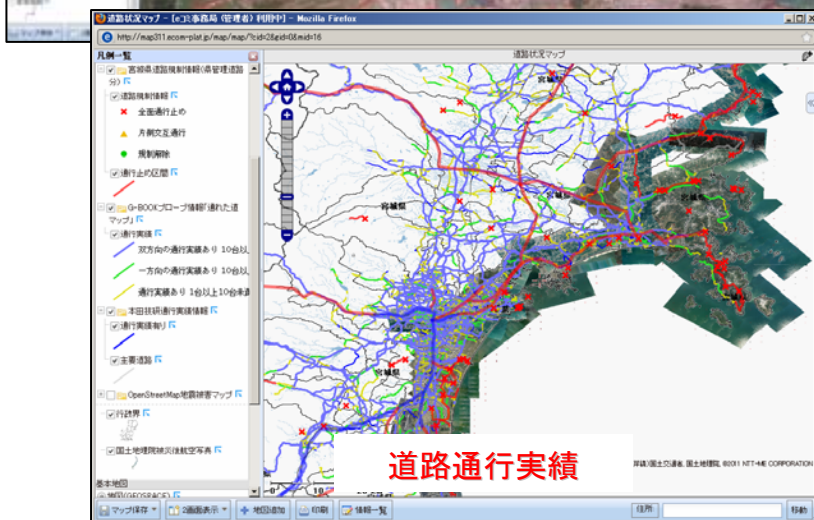 道路状況マップ - [eコミ事務局 (管理者) 利用中] - Mozilla Firefox
http://map311.ecom-plat.jp/map/map/?cid=2&gid=0&mid=16
凡例一覧
道路状況マップ
宮城県道路規制情報(県管理道路
分)
道路規制情報
全面通行止め
片側交互通行
規制解除
通行止め区間
G-BOOKプローブ情報「通れた道
マップ」
通行実績
双方向の通行実績あり 10台以
一方向の通行実績あり 10台以
通行実績あり 1台以上10台未満
本田技研通行実績情報
通行実績有り
主要道路
OpenStreetMap地震被害マップ
行政界
国土地理院被災後航空写真
基本地図
地図(GEOSPACE)
宮城県
宮城県
宮城県
道路通行実績
国土交通省, 国土地理院, ©2011 NTT-ME CORPORATION
0 10
マップ保存 2画面表示 地図追加 印刷 情報一覧 住所 移動